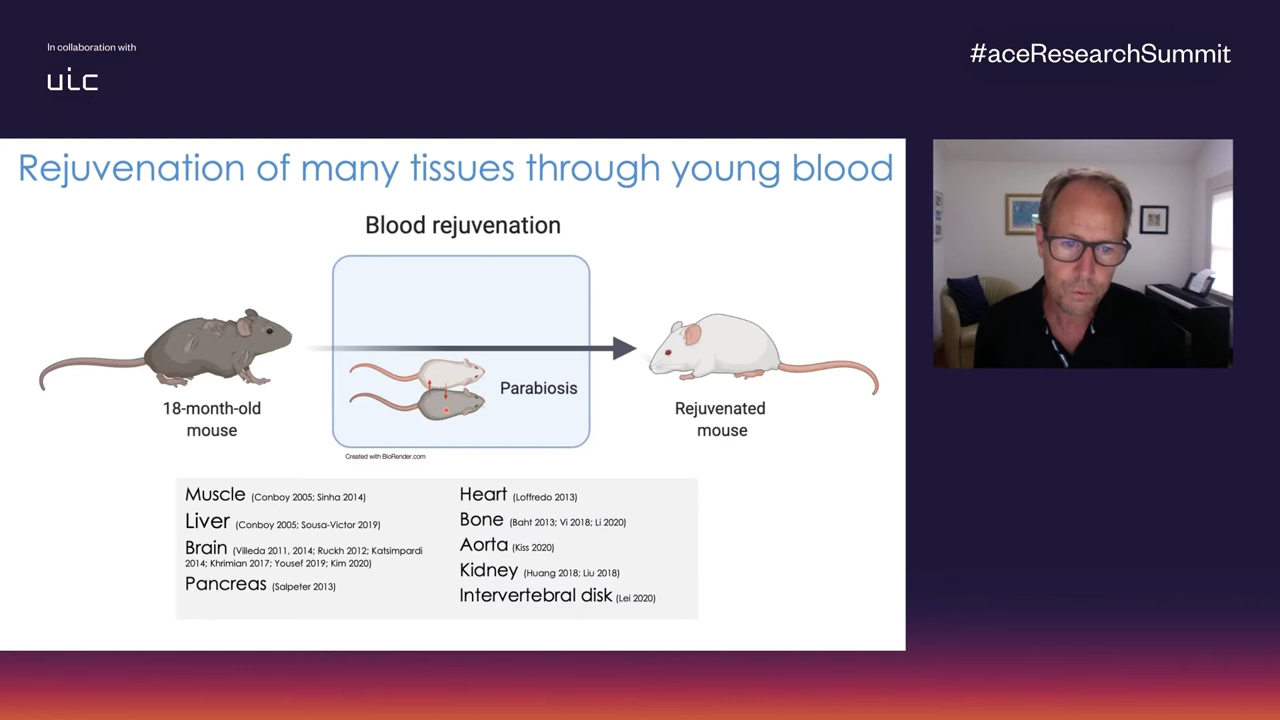 In collaboration with
uic
#aceResearchSummit
Rejuvenation of many tissues through young blood
Blood rejuvenation
Parabiosis
18-month-old
mouse
Rejuvenated
mouse
Created with BioRender.com
Muscle (Conboy 2005; Sinha 2014)
Liver (Conboy 2005; Sousa-Victor 2019)
Brain (Villeda 2011, 2014; Ruckh 2012; Katsimpardi
2014; Khrimian 2017; Yousef 2019; Kim 2020)
Pancreas (Salpeter 2013)
Heart (Loffredo 2013)
Bone (Baht 2013; Vi 2018; Li 2020)
Aorta (Kiss 2020)
Kidney (Huang 2018; Liu 2018)
Intervertebral disk (Lei 2020)